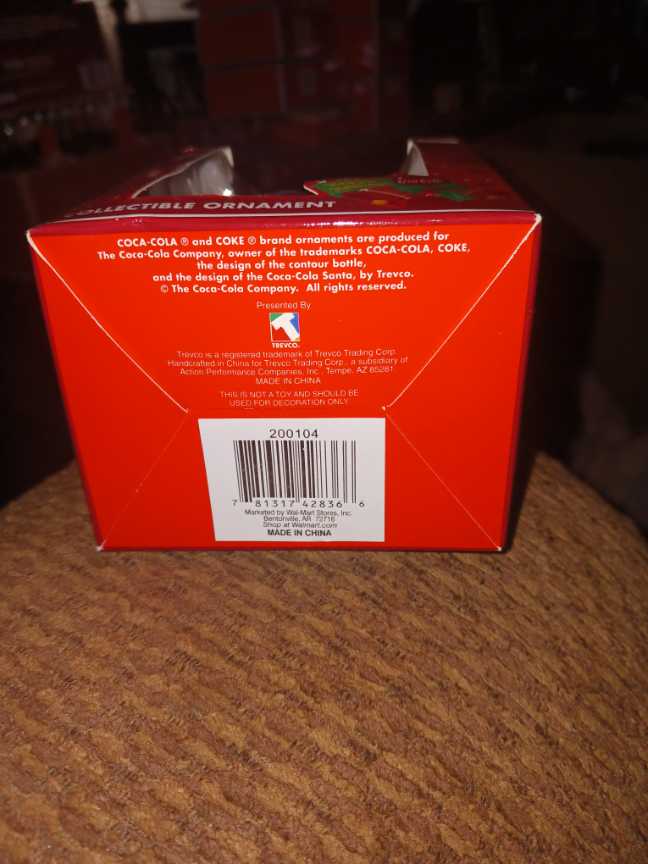 COLLECTIBLE ORNAMENT
COCA-COLA ® and COKE ® brand ornaments are produced for
The Coca-Cola Company, owner of the trademarks COCA-COLA, COKE,
the design of the contour bottle,
and the design of the Coca-Cola Santa, by Trevco.
© The Coca-Cola Company. All rights reserved.
Presented By
TREVCO.
Trevco is a registered trademark of Trevco Trading Corp.
Handcrafted in China for Trevco Trading Corp., a subsidiary of
Action Performance Companies, Inc., Tempe, AZ 85281
MADE IN CHINA
THIS IS NOT A TOY AND SHOULD BE
USED FOR DECORATION ONLY
200104
7 81317 42836 6
Marketed by Wal-Mart Stores, Inc.
Bentonville, AR 72716
Shop at Walmart.com
MADE IN CHINA